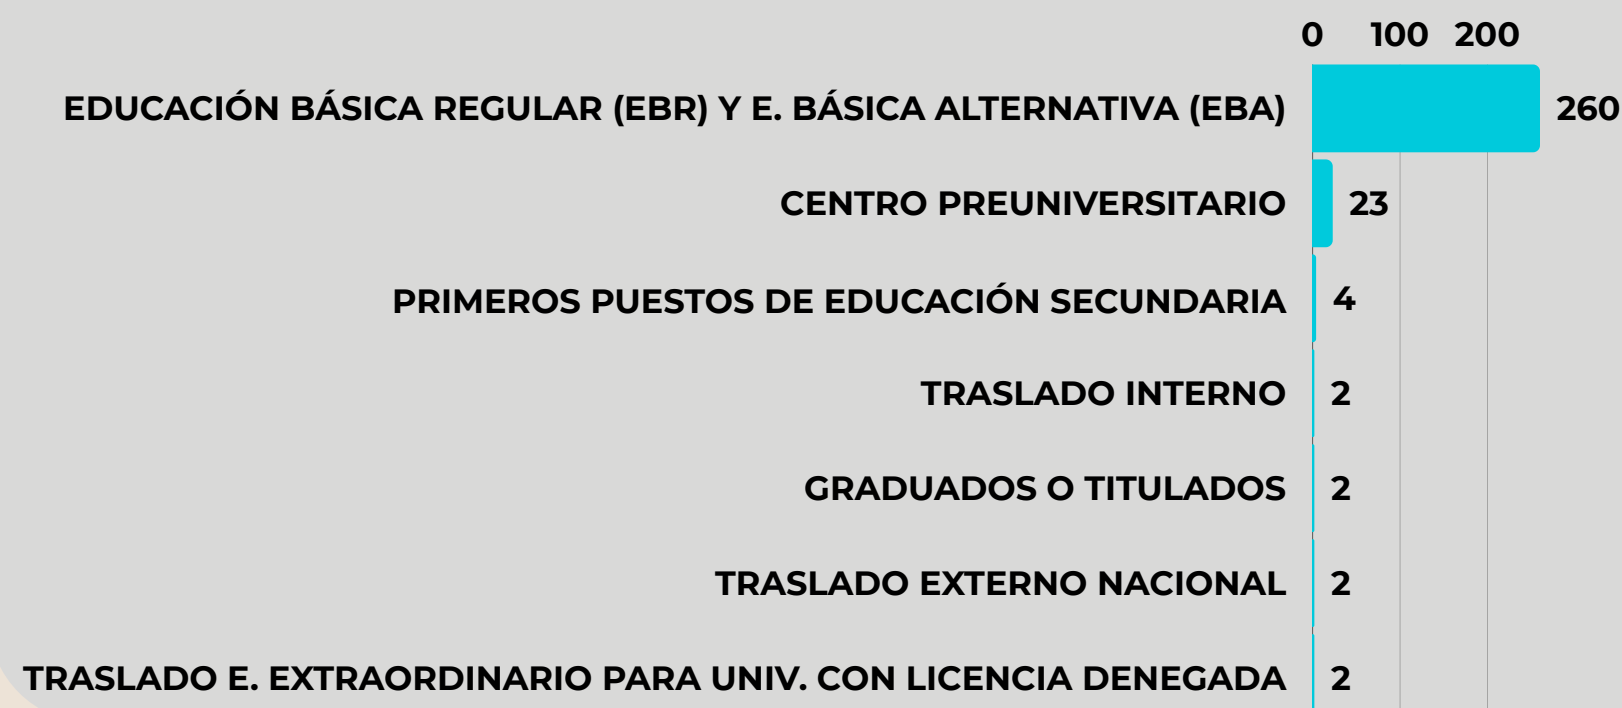 0 100 200
EDUCACIÓN BÁSICA REGULAR (EBR) Y E. BÁSICA ALTERNATIVA (EBA) 260
CENTRO PREUNIVERSITARIO 23
PRIMEROS PUESTOS DE EDUCACIÓN SECUNDARIA 4
TRASLADO INTERNO 2
GRADUADOS O TITULADOS 2
TRASLADO EXTERNO NACIONAL 2
TRASLADO E. EXTRAORDINARIO PARA UNIV. CON LICENCIA DENEGADA 2